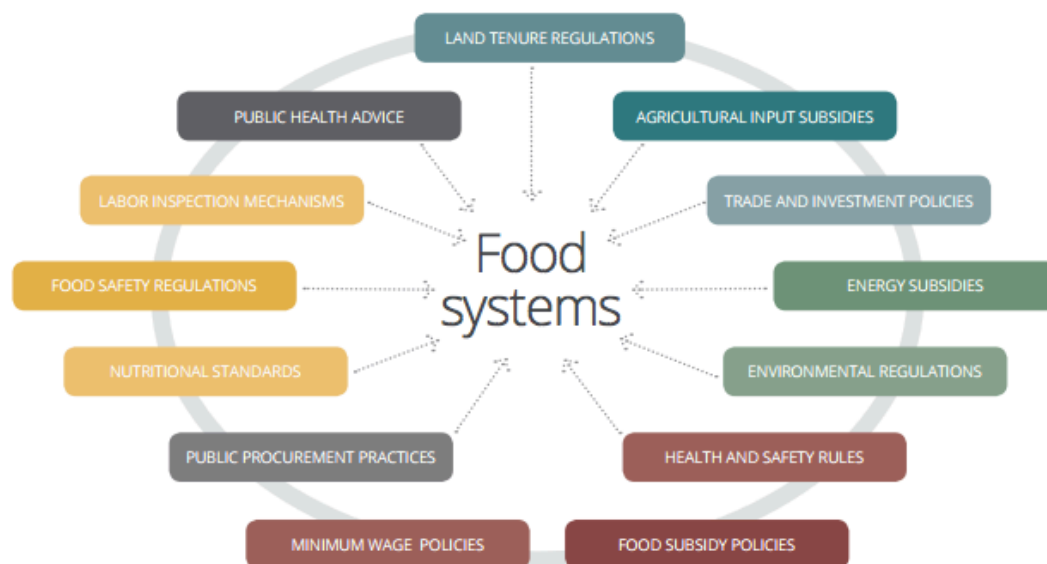 LAND TENURE REGULATIONS
PUBLIC HEALTH ADVICE
AGRICULTURAL INPUT SUBSIDIES
LABOR INSPECTION MECHANISMS
TRADE AND INVESTMENT POLICIES
Food
systems
FOOD SAFETY REGULATIONS
ENERGY SUBSIDIES
NUTRITIONAL STANDARDS
ENVIRONMENTAL REGULATIONS
PUBLIC PROCUREMENT PRACTICES
HEALTH AND SAFETY RULES
MINIMUM WAGE POLICIES
FOOD SUBSIDY POLICIES